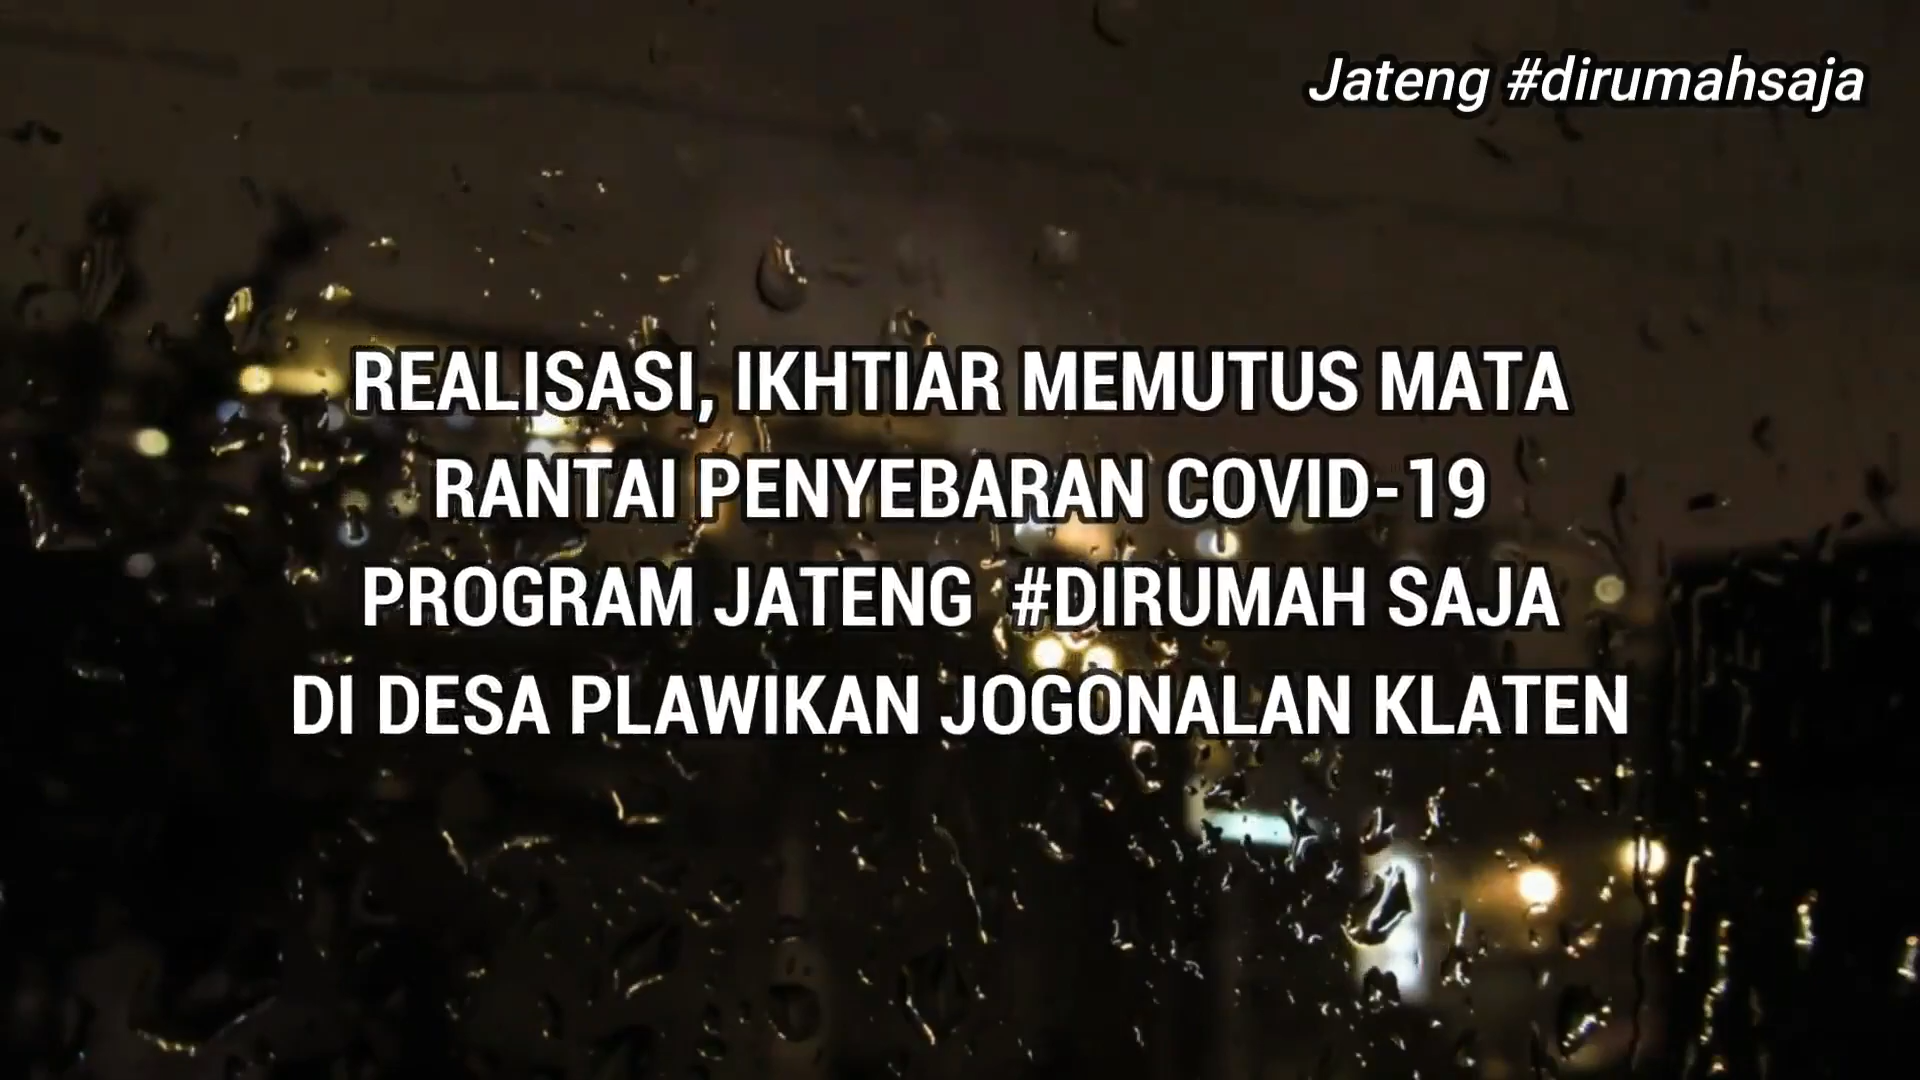 Jateng #dirumahsaja
REALISASI, IKHTIAR MEMUTUS MATA
RANTAI PENYEBARAN COVID-19
PROGRAM JATENG #DIRUMAH SAJA
DI DESA PLAWIKAN JOGONALAN KLATEN